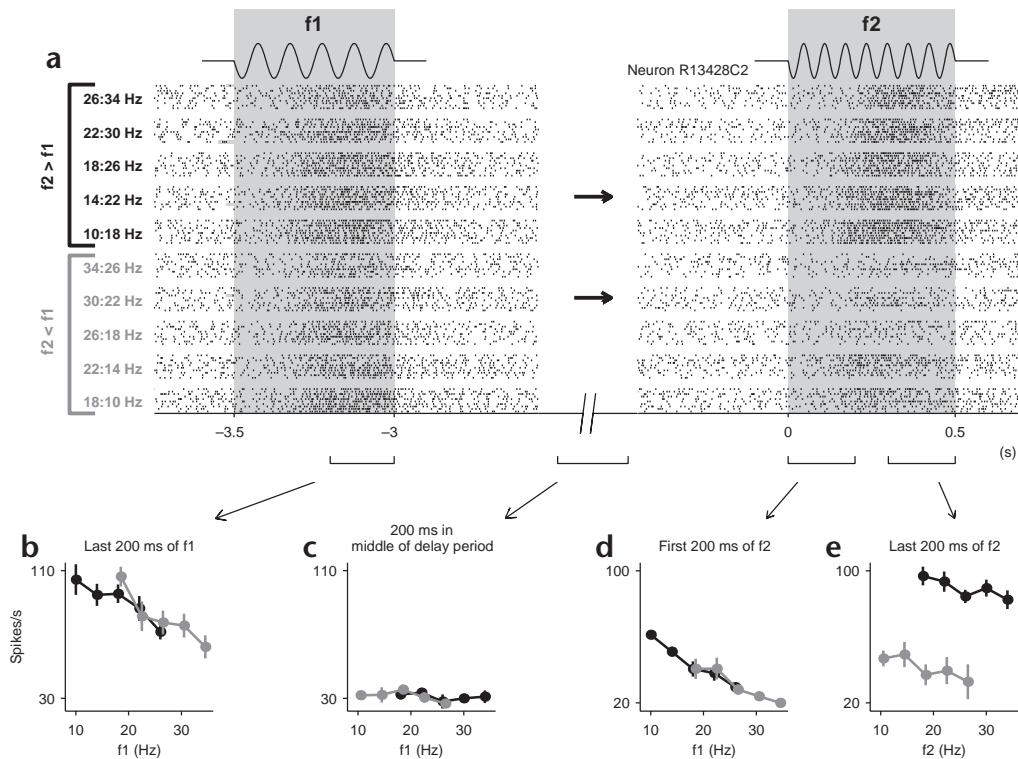 f1
f2
a
Neuron R13428C2
f2 > f1
26:34 Hz
22:30 Hz
18:26 Hz
14:22 Hz
10:18 Hz
f2 < f1
34:26 Hz
30:22 Hz
26:18 Hz
22:14 Hz
18:10 Hz
–3.5
–3
0
0.5
(s)
b
Last 200 ms of f1
110
30
Spikes/s
10
20
30
f1 (Hz)
c
200 ms in
middle of delay period
110
30
10
20
30
f1 (Hz)
d
First 200 ms of f2
100
20
10
20
30
f1 (Hz)
e
Last 200 ms of f2
100
20
10
20
30
f2 (Hz)